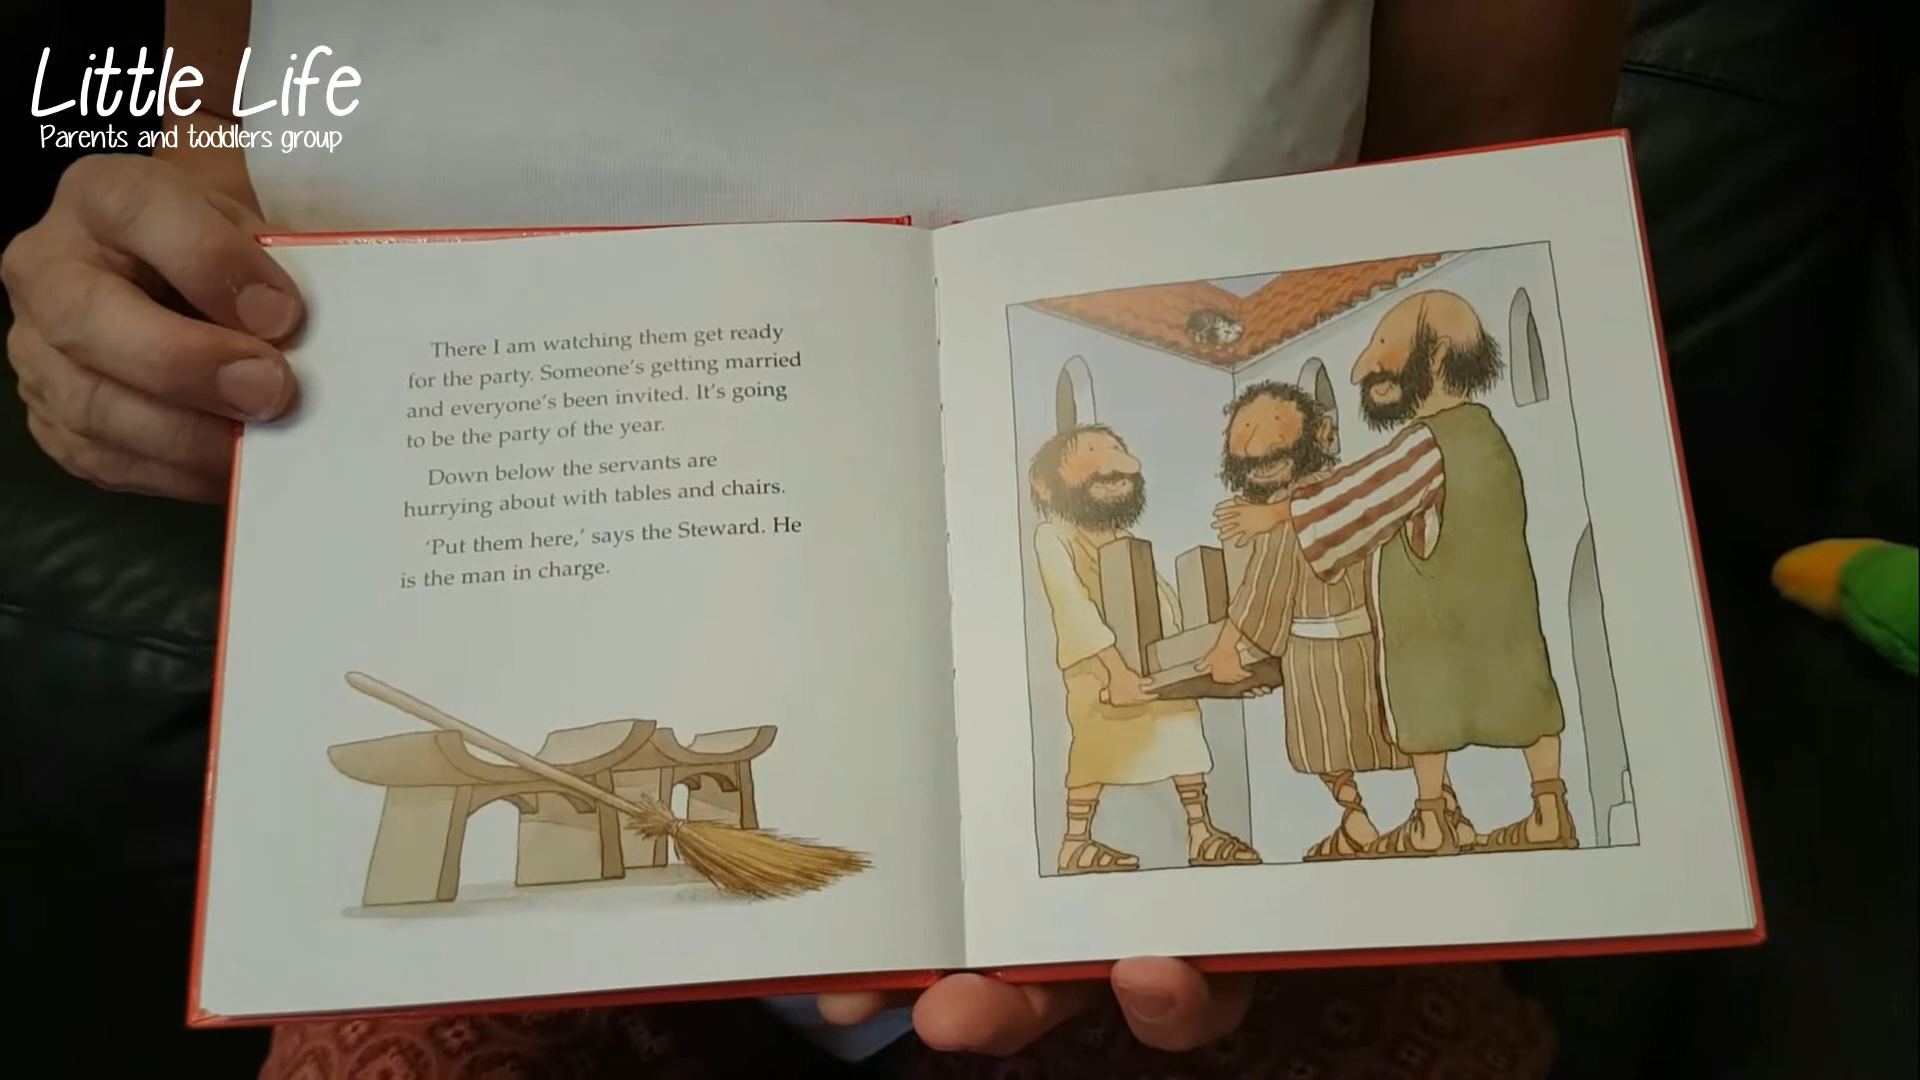 Little Life
Parents and toddlers group
There I am watching them get ready
for the party. Someone's getting married
and everyone's been invited. It's going
to be the party of the year.
Down below the servants are
hurrying about with tables and chairs.
‘Put them here,’ says the Steward. He
is the man in charge.